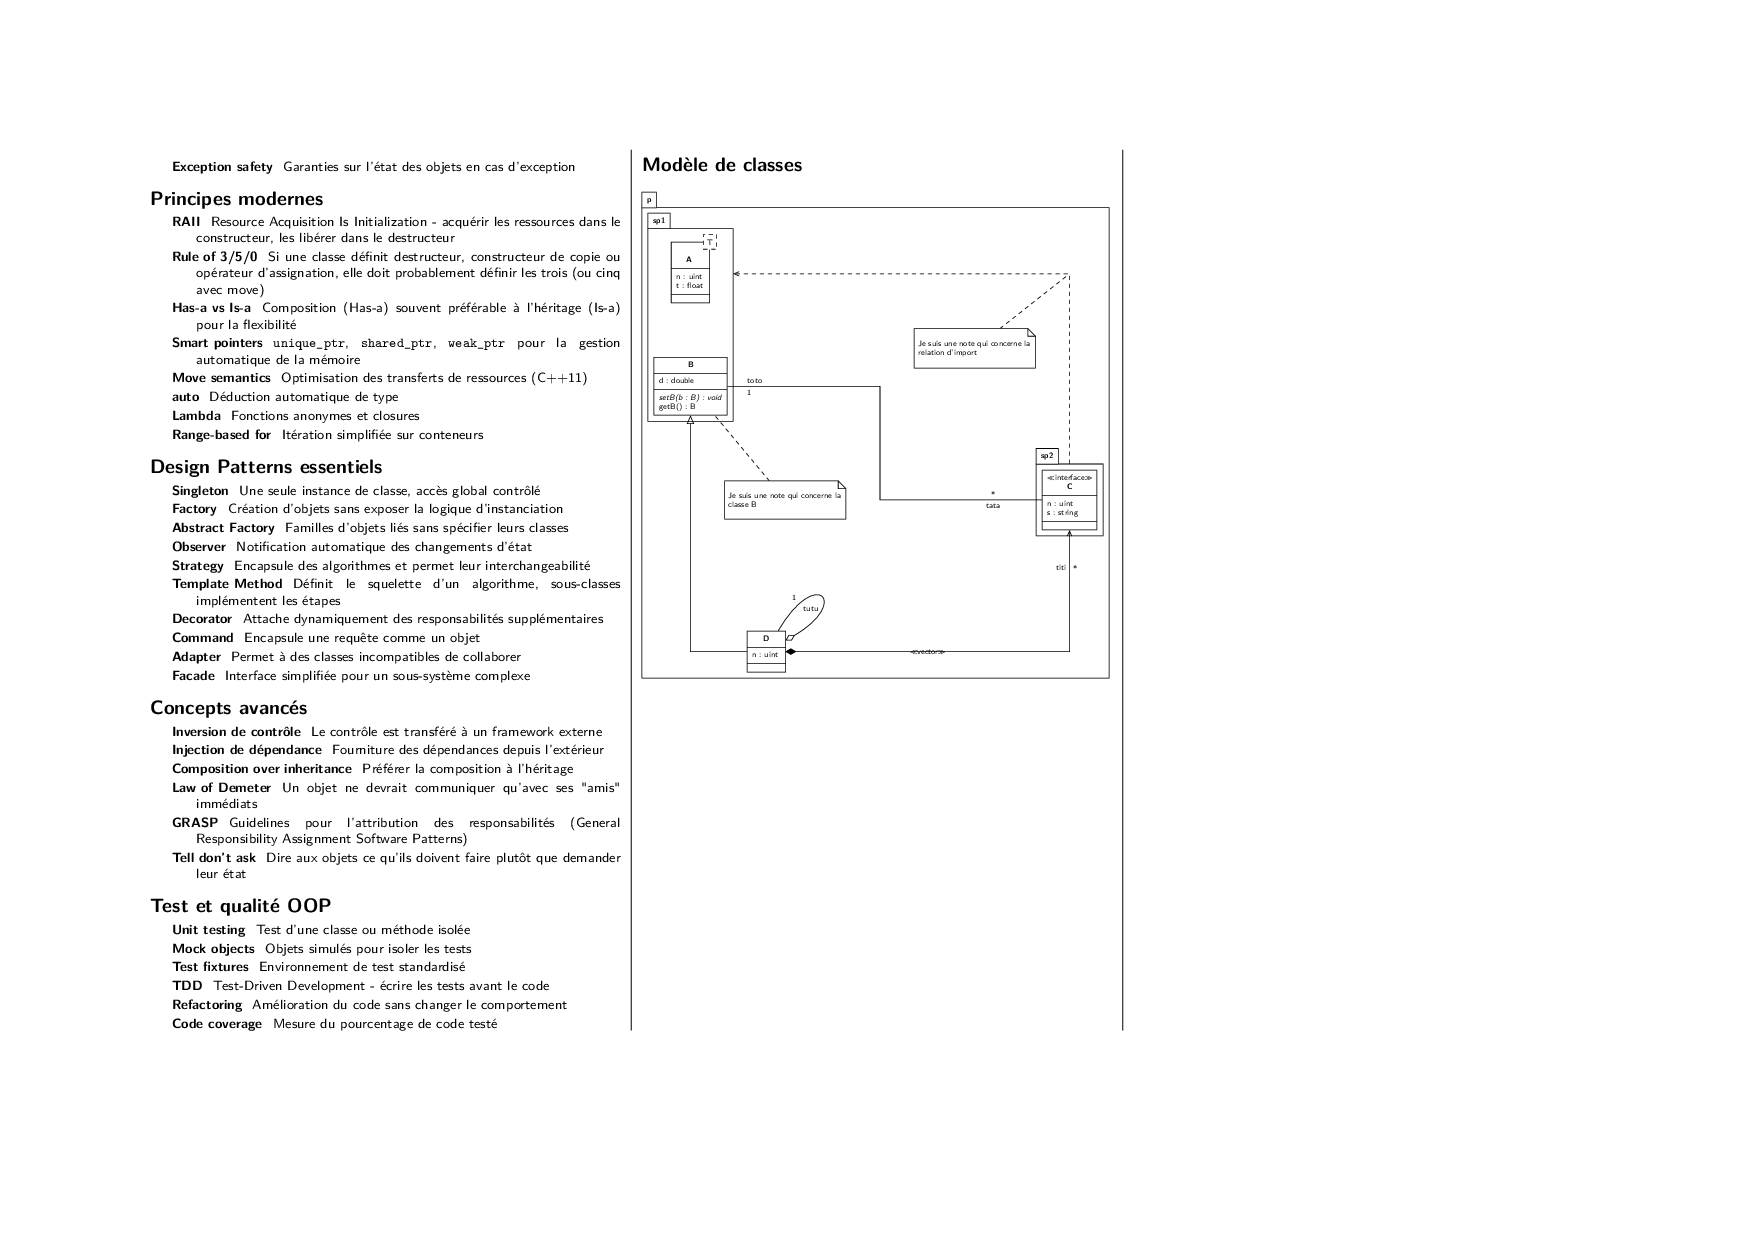 Exception safety Garanties sur l'état des objets en cas d'exception
Principes modernes
RAII Resource Acquisition Is Initialization - acquérir les ressources dans le
constructeur, les libérer dans le destructeur
Rule of 3/5/0 Si une classe définit destructeur, constructeur de copie ou
opérateur d'assignation, elle doit probablement définir les trois (ou cinq
avec move)
Has-a vs Is-a Composition (Has-a) souvent préférable à l'héritage (Is-a)
pour la flexibilité
Smart pointers unique_ptr, shared_ptr, weak_ptr pour la gestion
automatique de la mémoire
Move semantics Optimisation des transferts de ressources (C++11)
auto Déduction automatique de type
Lambda Fonctions anonymes et closures
Range-based for Itération simplifiée sur conteneurs
Design Patterns essentiels
Singleton Une seule instance de classe, accès global contrôlé
Factory Création d'objets sans exposer la logique d'instanciation
Abstract Factory Familles d'objets liés sans spécifier leurs classes
Observer Notification automatique des changements d'état
Strategy Encapsule des algorithmes et permet leur interchangeabilité
Template Method Définit le squelette d'un algorithme, sous-classes
implémentent les étapes
Decorator Attache dynamiquement des responsabilités supplémentaires
Command Encapsule une requête comme un objet
Adapter Permet à des classes incompatibles de collaborer
Facade Interface simplifiée pour un sous-système complexe
Concepts avancés
Inversion de contrôle Le contrôle est transféré à un framework externe
Injection de dépendance Fourniture des dépendances depuis l'extérieur
Composition over inheritance Préférer la composition à l'héritage
Law of Demeter Un objet ne devrait communiquer qu'avec ses "amis"
immédiats
GRASP Guidelines pour l'attribution des responsabilités (General
Responsibility Assignment Software Patterns)
Tell don't ask Dire aux objets ce qu'ils doivent faire plutôt que demander
leur état
Test et qualité OOP
Unit testing Test d'une classe ou méthode isolée
Mock objects Objets simulés pour isoler les tests
Test fixtures Environnement de test standardisé
TDD Test-Driven Development - écrire les tests avant le code
Refactoring Amélioration du code sans changer le comportement
Code coverage Mesure du pourcentage de code testé
Modèle de classes
p
sp1
T
A
n : uint
t : float
Je suis une note qui concerne la
relation d'import
B
d : double
setB(b : B) : void
getB() : B
toto
1
sp2
≪interface≫
C
n : uint
s : string
*
tata
Je suis une note qui concerne la
classe B
titi *
1
tutu
D
n : uint
≪vector≫